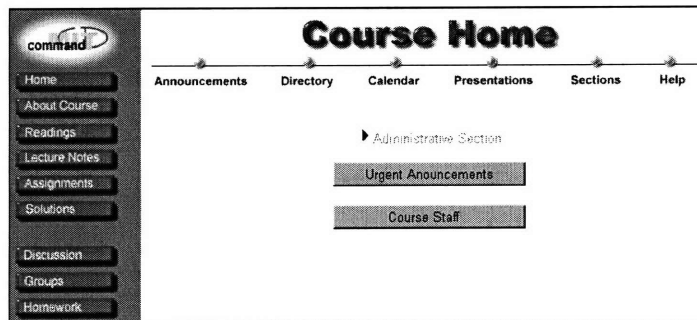 command
Course Home
Announcements Directory Calendar Presentations Sections Help
Home
About Course
Readings
Lecture Notes
Assignments
Solutions
Discussion
Groups
Homework
Administrative Section
Urgent Anouncements
Course Staff